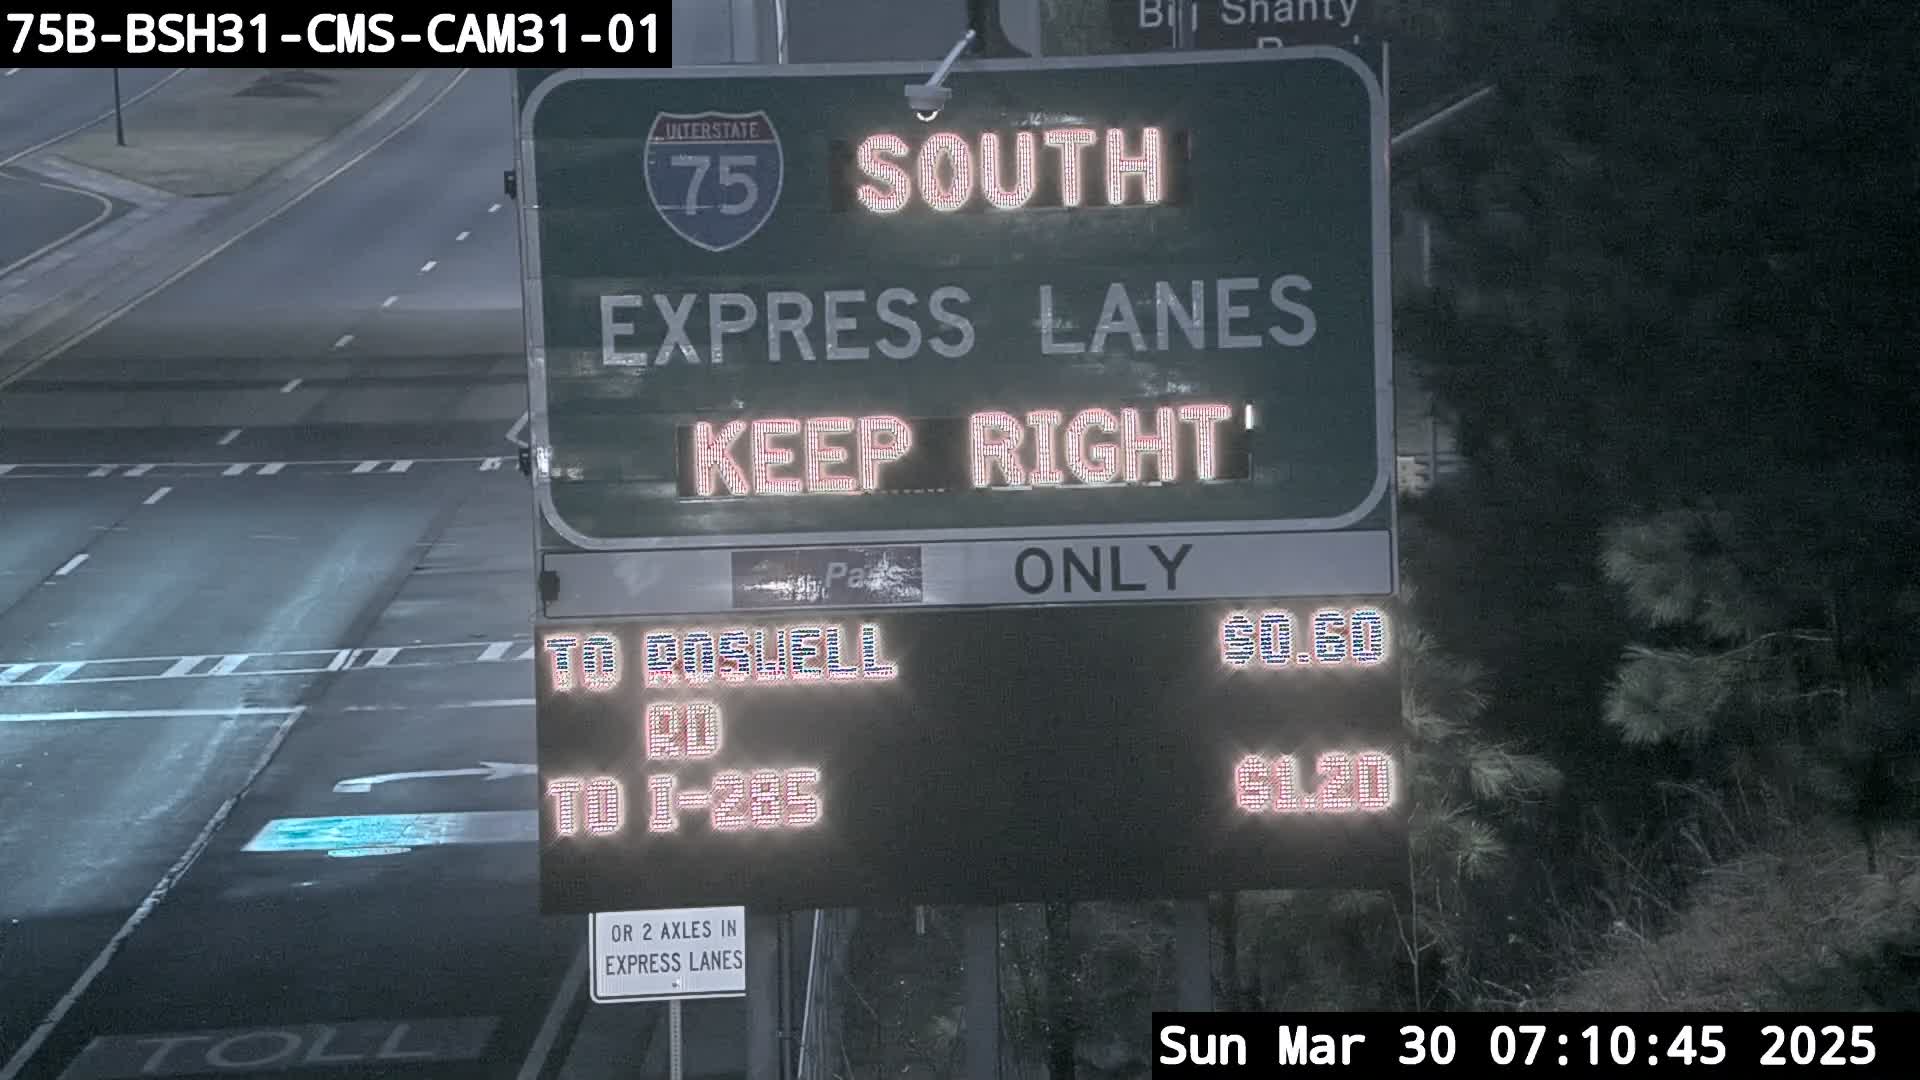 75B-BSH31-CMS-CAM31-01
Shanty
INTERSTATE
75 SOUTH
EXPRESS LANES
KEEP RIGHT
Pass ONLY
TO ROSWELL $0.60
RD
TO I-285 $1.20
OR 2 AXLES IN
EXPRESS LANES
TOLL
Sun Mar 30 07:10:45 2025